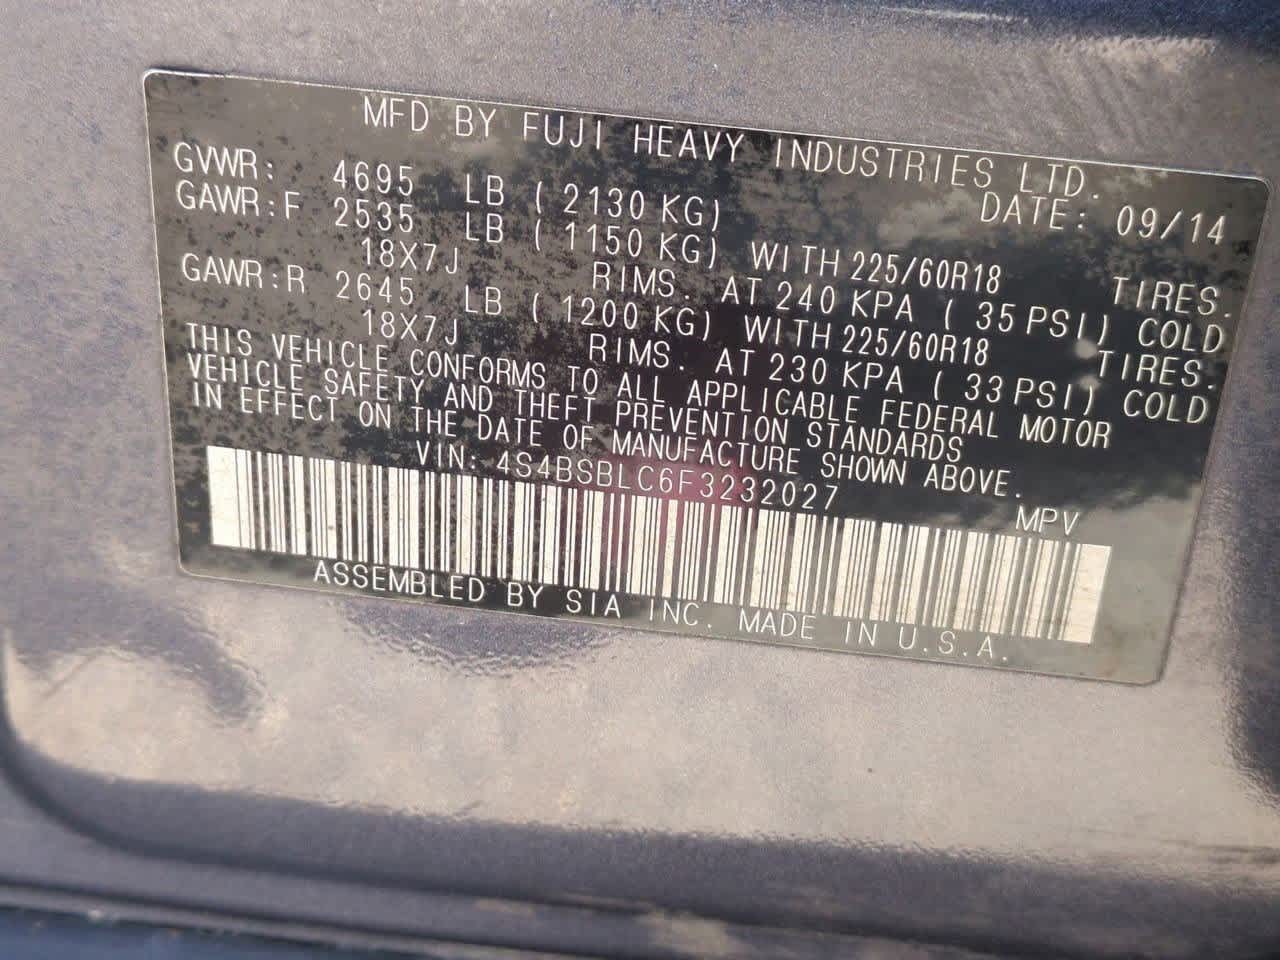 MFD BY FUJI HEAVY INDUSTRIES LTD.
DATE: 09/14
GVWR: 4695 LB ( 2130 KG)
GAWR:F 2535 LB ( 1150 KG) WITH 225/60R18 TIRES.
18X7J RIMS. AT 240 KPA ( 35 PSI) COLD
GAWR:R 2645 LB ( 1200 KG) WITH 225/60R18 TIRES.
18X7J RIMS. AT 230 KPA ( 33 PSI) COLD
THIS VEHICLE CONFORMS TO ALL APPLICABLE FEDERAL MOTOR
VEHICLE SAFETY AND THEFT PREVENTION STANDARDS
IN EFFECT ON THE DATE OF MANUFACTURE SHOWN ABOVE.
VIN: 4S4BSBLC6F3232027 MPV
ASSEMBLED BY SIA INC. MADE IN U.S.A.